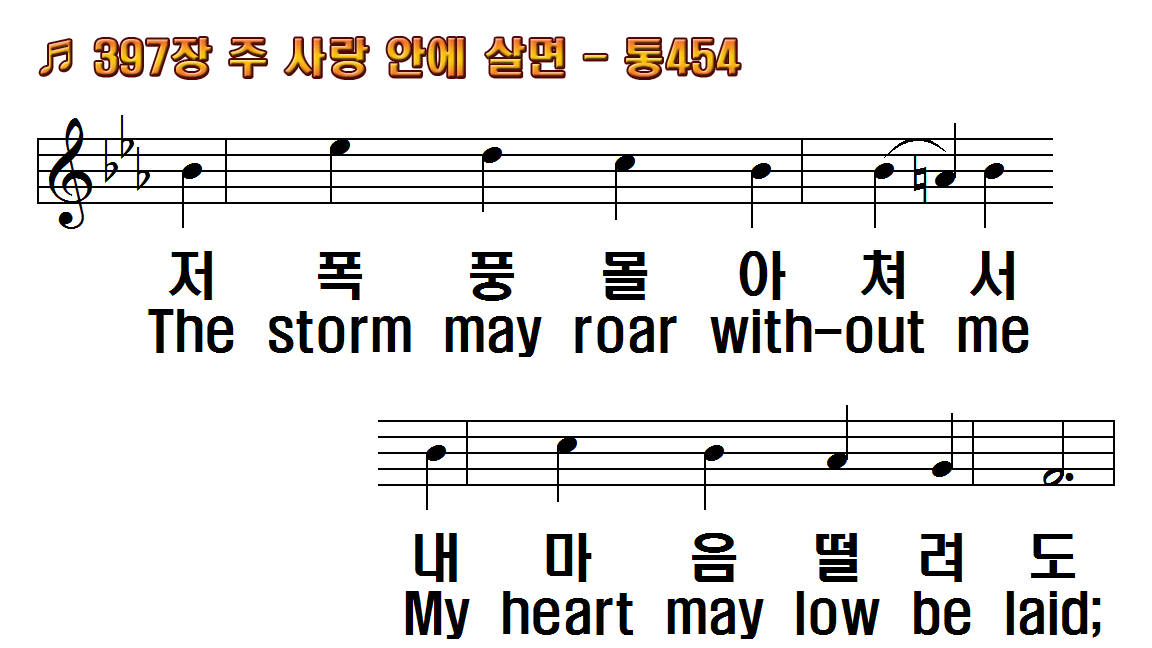 ♬ 397장 주 사랑 안에 살면 - 통454
저 폭 풍 몰 아 쳐 서
The storm may roar with-out me
내 마 음 떨 려 도
My heart may low be laid;